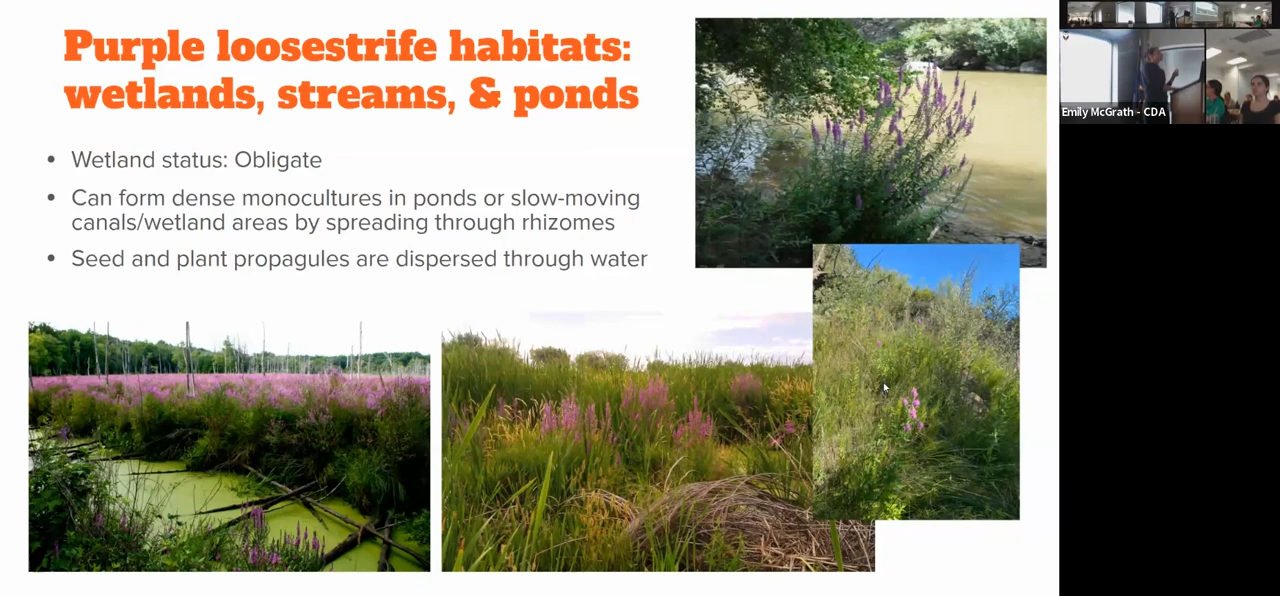 Purple loosestrife habitats:
wetlands, streams, & ponds
• Wetland status: Obligate
• Can form dense monocultures in ponds or slow-moving
canals/wetland areas by spreading through rhizomes
• Seed and plant propagules are dispersed through water
Emily McGrath - CDA